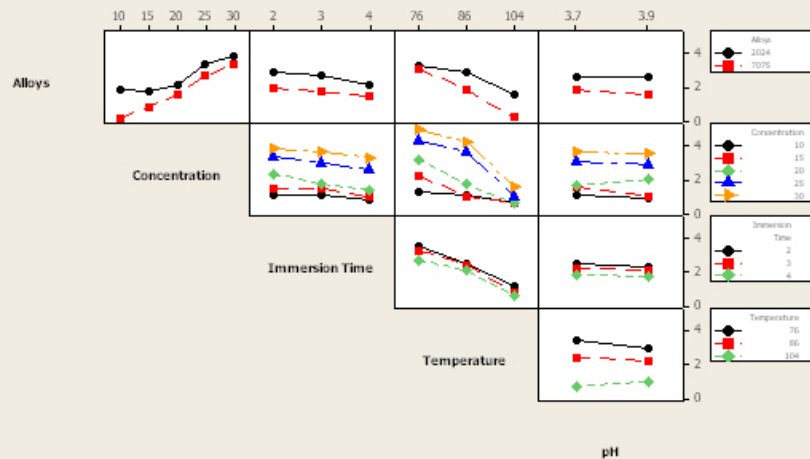 10 15 20 25 30 2 3 4 76 86 104 3.7 3.9
Alloys
4
2
0
Alloys
2024
7075
Concentration
4
2
0
Concentration
10
15
20
25
30
Immersion Time
4
2
0
Immersion
Time
2
3
4
Temperature
4
2
0
Temperature
76
86
104
pH